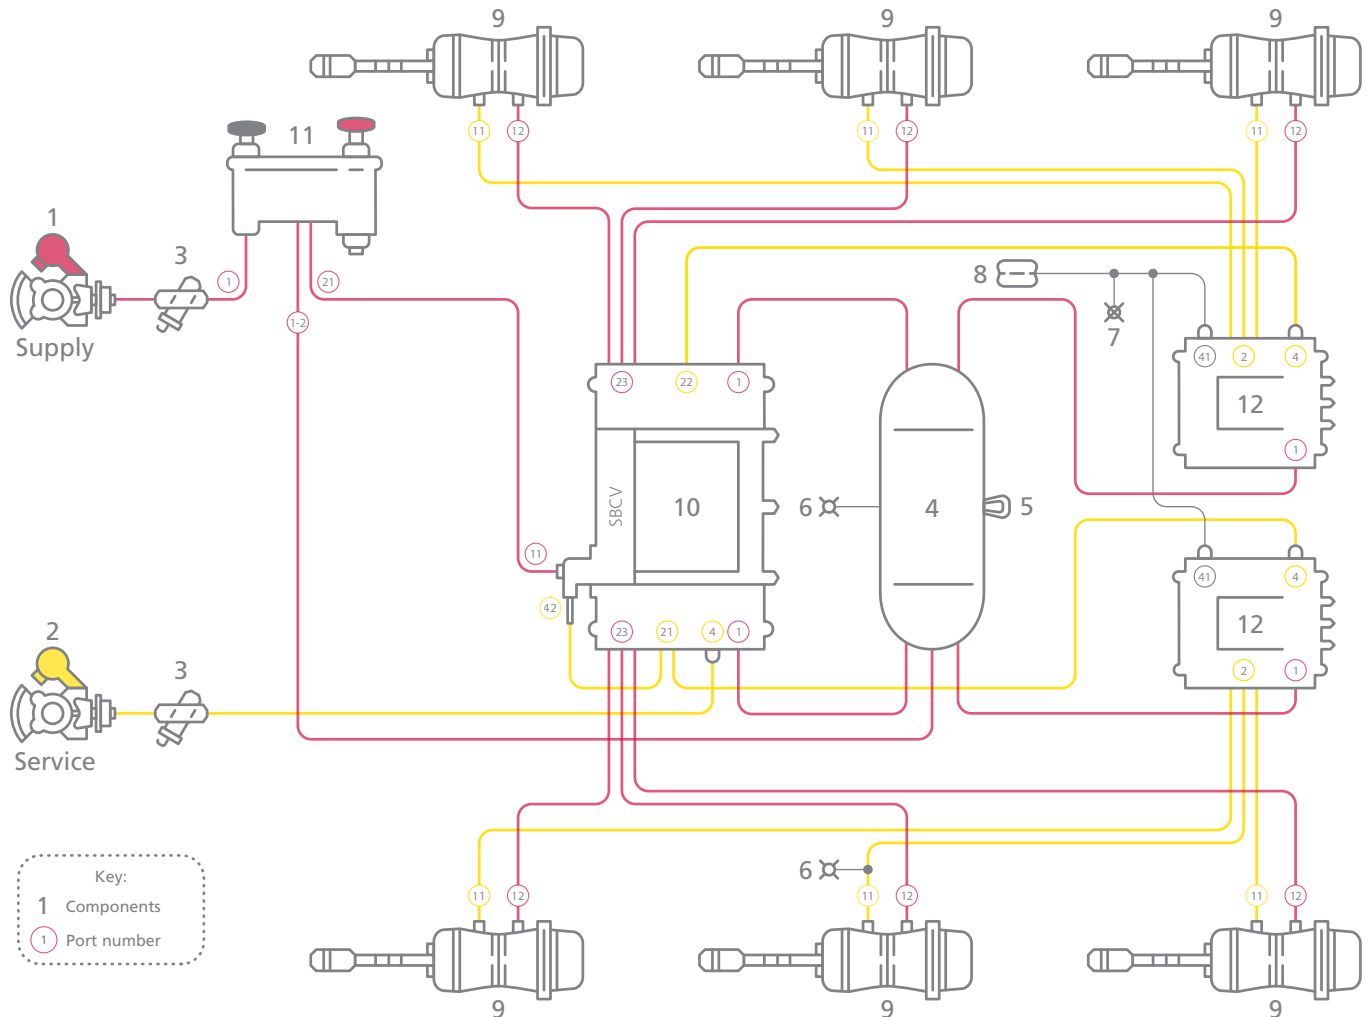 9 9 9
11 12 11 12 11 12
11
1
3
1 21
1-2
Supply
8
7
41 2 4
12
1
23 22 1
SBCV
10
6 4 5
11
42
23 21 4 1
41 4
12
2 1
2
3
Service
Key:
1 Components
1 Port number
6
11 12 11 12 11 12
9 9 9